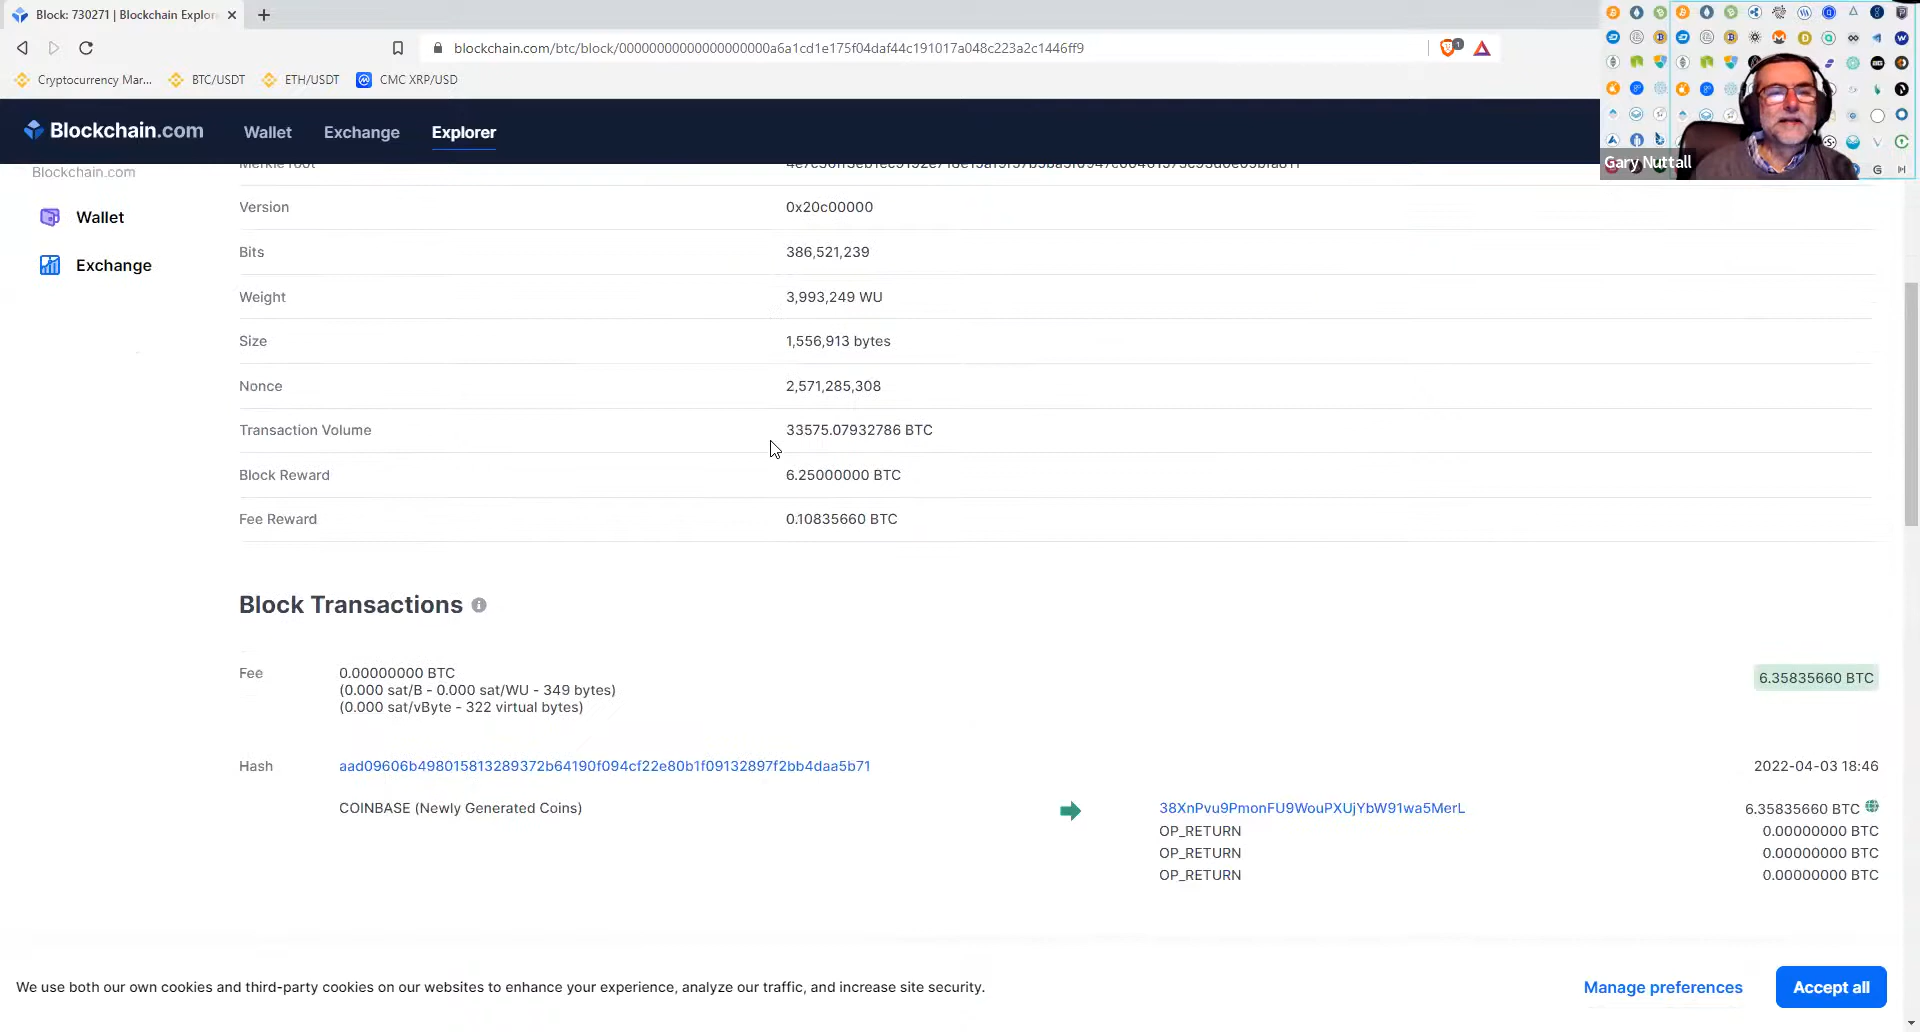 Block: 730271 | Blockchain Explor
blockchain.com/btc/block/00000000000000000000a6a1cd1e175f04daf44c191017a048c223a2c1446ff9
1
Cryptocurrency Mar... BTC/USDT ETH/USDT CMC XRP/USD
Blockchain.com Wallet Exchange Explorer
Gary Nuttall
Blockchain.com
Wallet
Exchange
Merkle root
Version 0x20c00000
Bits 386,521,239
Weight 3,993,249 WU
Size 1,556,913 bytes
Nonce 2,571,285,308
Transaction Volume 33575.07932786 BTC
Block Reward 6.25000000 BTC
Fee Reward 0.10835660 BTC
Block Transactions
Fee 0.00000000 BTC 6.35835660 BTC
(0.000 sat/B - 0.000 sat/WU - 349 bytes)
(0.000 sat/vByte - 322 virtual bytes)
Hash aad09606b498015813289372b64190f094cf22e80b1f09132897f2bb4daa5b71 2022-04-03 18:46
COINBASE (Newly Generated Coins) 38XnPvu9PmonFU9WouPXUjYbW91wa5MerL 6.35835660 BTC
OP_RETURN 0.00000000 BTC
OP_RETURN 0.00000000 BTC
OP_RETURN 0.00000000 BTC
We use both our own cookies and third-party cookies on our websites to enhance your experience, analyze our traffic, and increase site security. Manage preferences Accept all